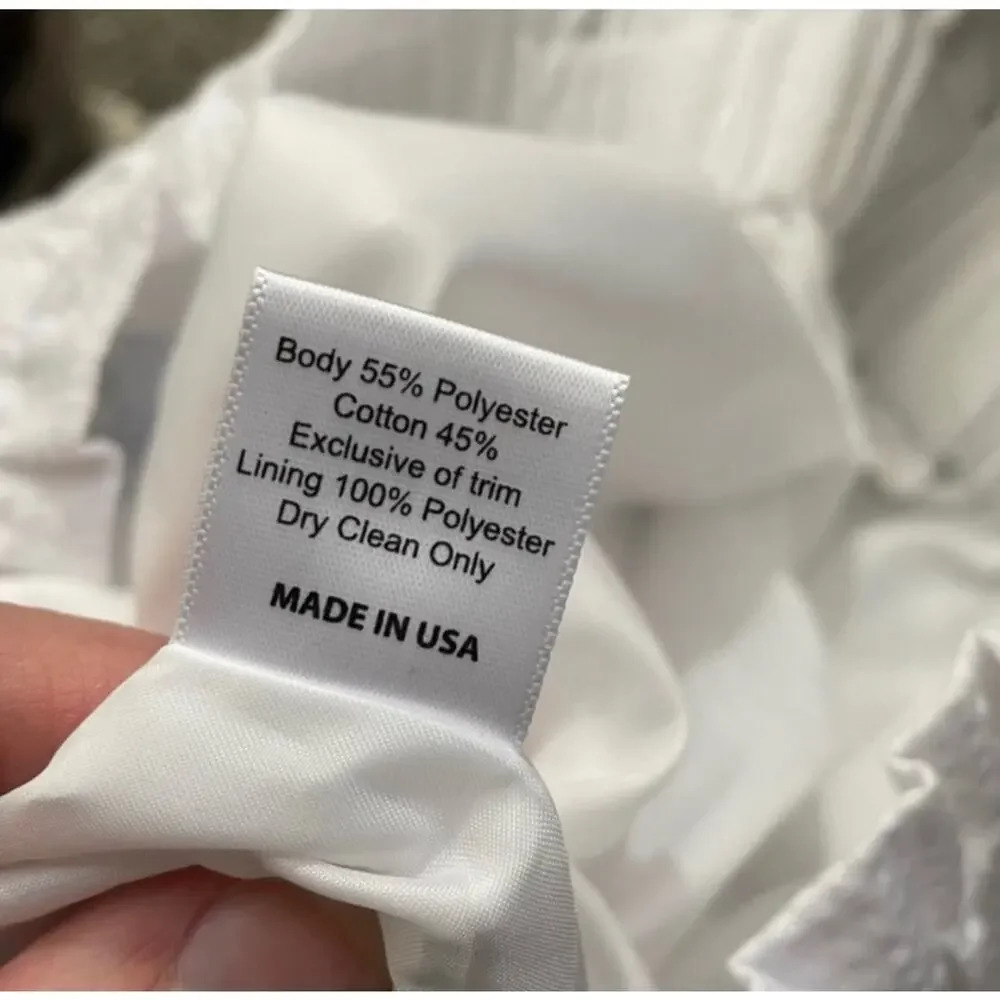 Body 55% Polyester
Cotton 45%
Exclusive of trim
Lining 100% Polyester
Dry Clean Only
MADE IN USA